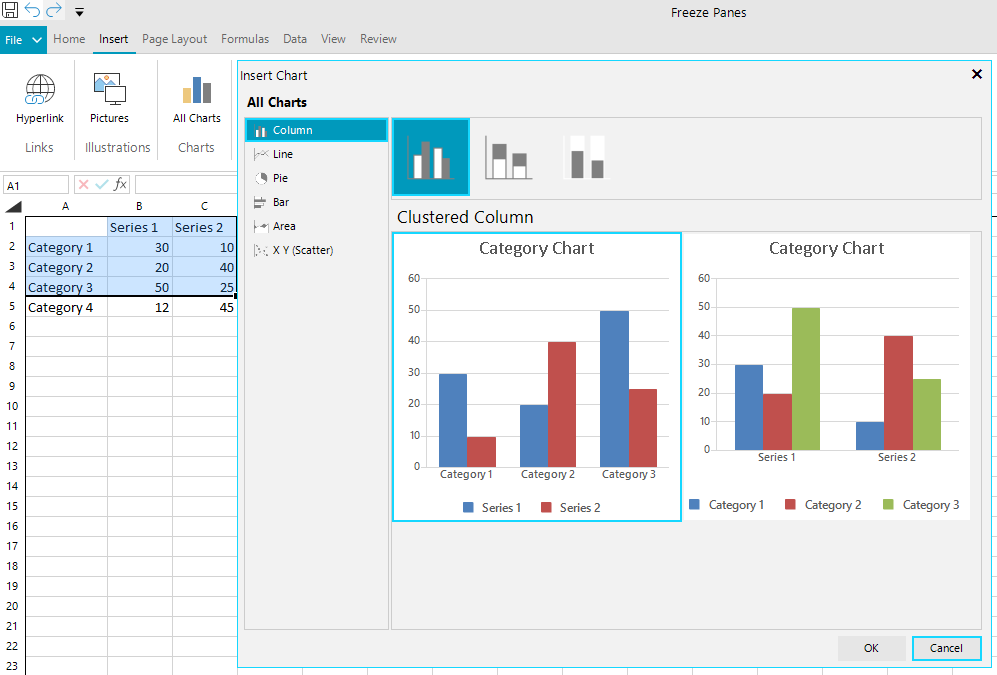 Freeze Panes
File Home Insert Page Layout Formulas Data View Review
Hyperlink Pictures All Charts
Links Illustrations Charts
A1 fx
A B C
1 Series 1 Series 2
2 Category 1 30 10
3 Category 2 20 40
4 Category 3 50 25
5 Category 4 12 45
6
7
8
9
10
11
12
13
14
15
16
17
18
19
20
21
22
23
Insert Chart
All Charts
Column
Line
Pie
Bar
Area
X Y (Scatter)
Clustered Column
Category Chart
60
50
40
30
20
10
0
Category 1 Category 2 Category 3
Series 1 Series 2
Category Chart
60
50
40
30
20
10
0
Series 1 Series 2
Category 1 Category 2 Category 3
OK Cancel